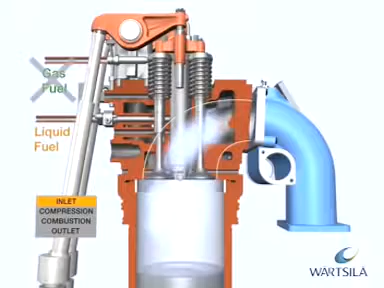 Gas
Fuel
Liquid
Fuel
INLET
COMPRESSION
COMBUSTION
OUTLET
WÄRTSILÄ